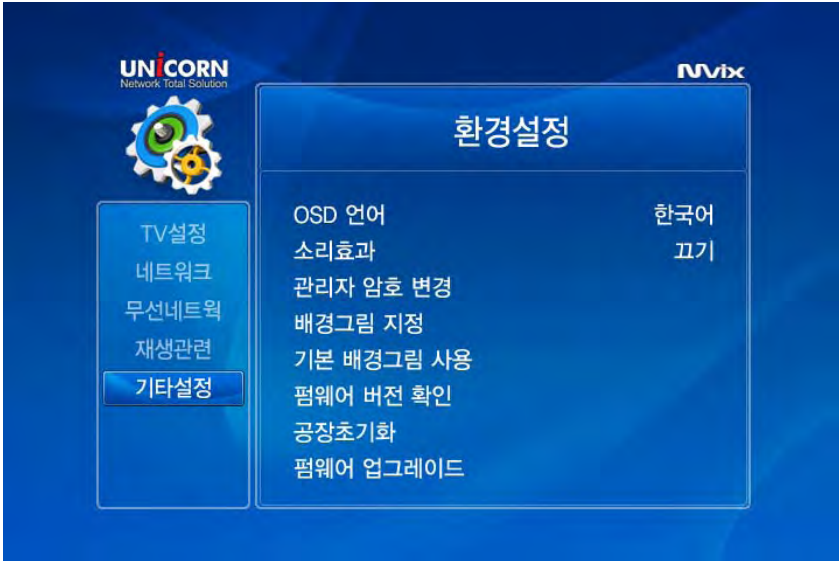 UNiCORN
Network Total Solution
Mvix
환경설정
TV설정
네트워크
무선네트웍
재생관련
기타설정
OSD 언어 한국어
소리효과 끄기
관리자 암호 변경
배경그림 지정
기본 배경그림 사용
펌웨어 버전 확인
공장초기화
펌웨어 업그레이드